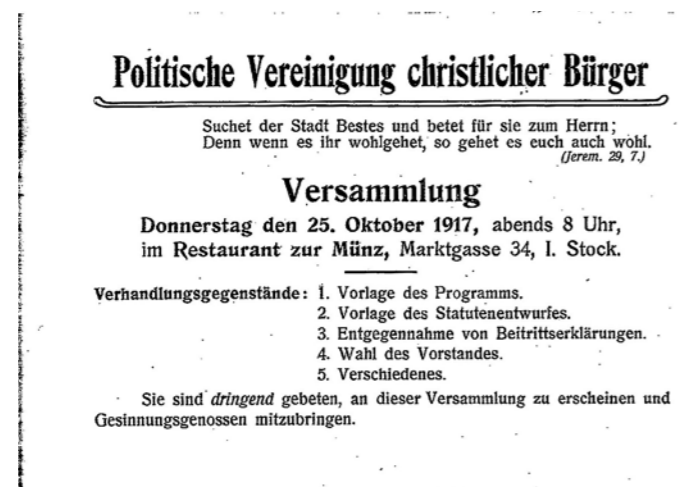 Politische Vereinigung christlicher Bürger
Suchet der Stadt Bestes und betet für sie zum Herrn;
Denn wenn es ihr wohlgehet, so gehet es euch auch wohl.
(Jerem. 29, 7.)
Versammlung
Donnerstag den 25. Oktober 1917, abends 8 Uhr,
im Restaurant zur Münz, Marktgasse 34, I. Stock.
Verhandlungsgegenstände: 1. Vorlage des Programms.
2. Vorlage des Statutenentwurfes.
3. Entgegennahme von Beitrittserklärungen.
4. Wahl des Vorstandes.
5. Verschiedenes.
Sie sind dringend gebeten, an dieser Versammlung zu erscheinen und
Gesinnungsgenossen mitzubringen.